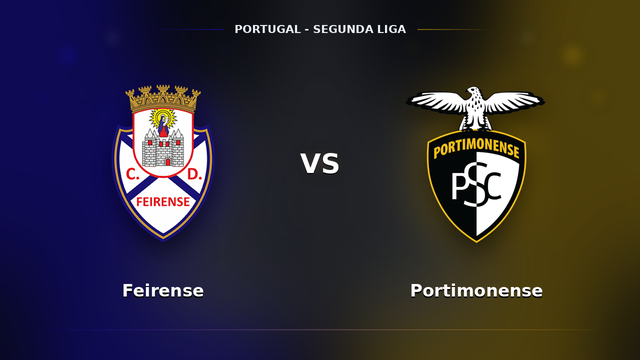 PORTUGAL - SEGUNDA LIGA
C. D.
FEIRENSE
VS
PORTIMONENSE
PSC
Feirense
Portimonense